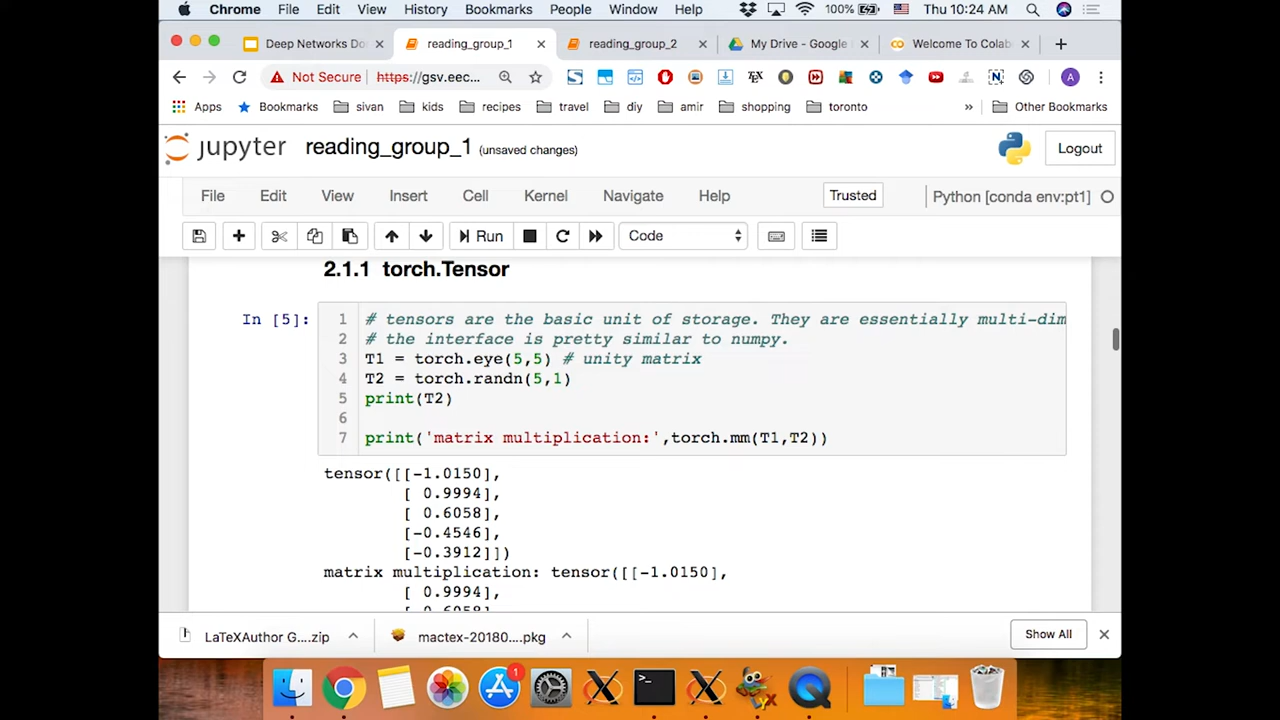 Chrome File Edit View History Bookmarks People Window Help 100% Thu 10:24 AM
Deep Networks Do × reading_group_1 × reading_group_2 × My Drive - Google × Welcome To Colab ×
Not Secure https://gsv.eec...
Apps Bookmarks sivan kids recipes travel diy amir shopping toronto » Other Bookmarks
jupyter reading_group_1 (unsaved changes) Logout
File Edit View Insert Cell Kernel Navigate Help Trusted Python [conda env:pt1]
Run Code
2.1.1 torch.Tensor
In [5]:
1 # tensors are the basic unit of storage. They are essentially multi-dim
2 # the interface is pretty similar to numpy.
3 T1 = torch.eye(5,5) # unity matrix
4 T2 = torch.randn(5,1)
5 print(T2)
6
7 print('matrix multiplication:',torch.mm(T1,T2))
tensor([[-1.0150],
[ 0.9994],
[ 0.6058],
[-0.4546],
[-0.3912]])
matrix multiplication: tensor([[-1.0150],
[ 0.9994],
LaTeXAuthor G....zip mactex-20180....pkg Show All
1